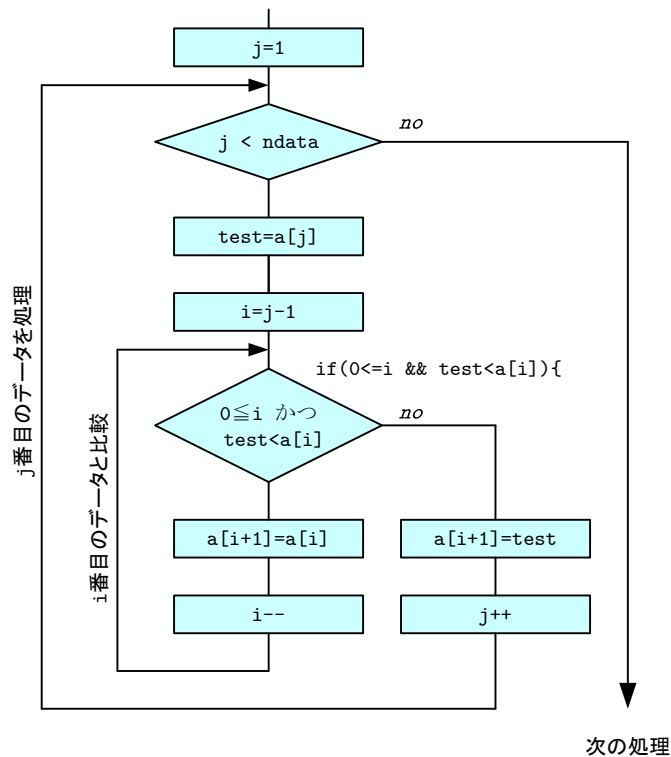 j=1
no
j < ndata
test=a[j]
i=j-1
if(0<=i && test<a[i]){
no
0≦i かつ
test<a[i]
a[i+1]=a[i]
a[i+1]=test
i--
j++
j番目のデータを処理
i番目のデータと比較
次の処理